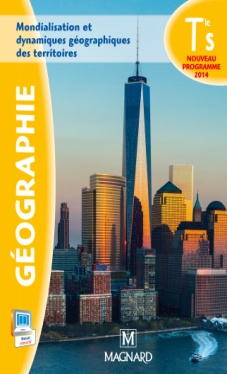 Mondialisation et
dynamiques géographiques
des territoires
Tle s
NOUVEAU
PROGRAMME
2014
GÉOGRAPHIE
M
MAGNARD